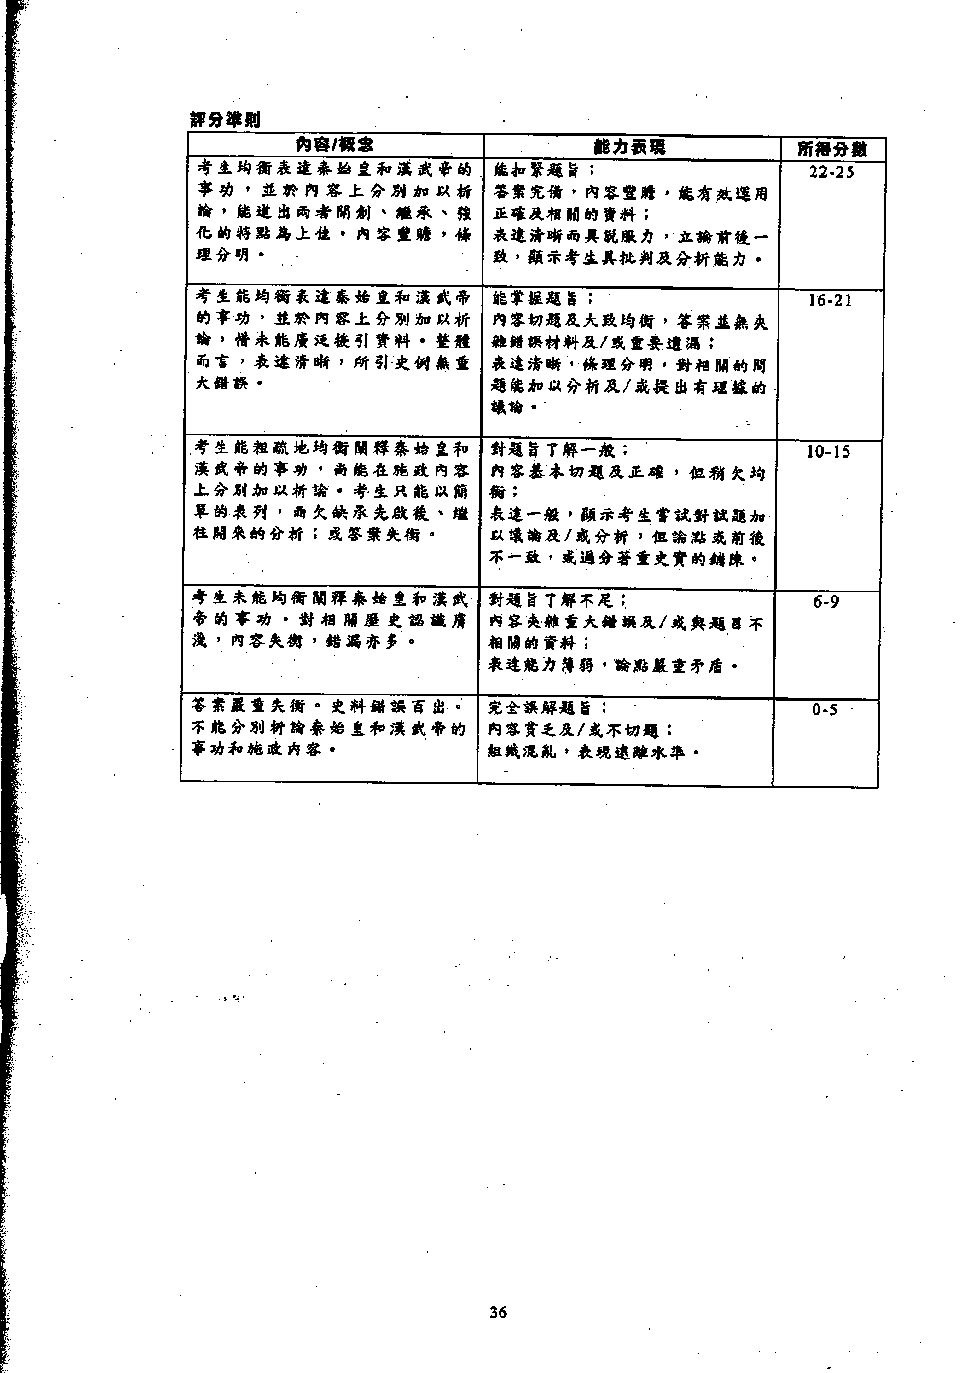 評分準則
內容/概念
能力表現
所得分數
考生均衡表達秦始皇和漢武帝的
事功，並於內容上分別加以析
論，能道出兩者開創、繼承、強
化的特點為上佳。內容豐贍，條
理分明。
能扣緊題旨；
答案完備，內容豐贍，能有效運用
正確及相關的資料；
表達清晰而具說服力，立論前後一
致，顯示考生具批判及分析能力。
22-25
考生能均衡表達秦始皇和漢武帝
的事功，並於內容上分別加以析
論，惜未能廣泛援引資料。整體
而言，表達清晰，所引史例無重
大錯誤。
能掌握題旨；
內容切題及大致均衡，答案並無夾
雜錯誤材料及/或重要遺漏；
表達清晰，條理分明，對相關的問
題能加以分析及/或提出有理據的
議論。
16-21
考生能粗疏地均衡闡釋秦始皇和
漢武帝的事功，尚能在施政內容
上分別加以析論。考生只能以簡
單的表列，而欠缺承先啟後、繼
往開來的分析；或答案失衡。
對題旨了解一般；
內容基本切題及正確，但稍欠均
衡；
表達一般，顯示考生嘗試對試題加
以議論及/或分析，但論點或前後
不一致，或過分著重史實的鋪陳。
10-15
考生未能均衡闡釋秦始皇和漢武
帝的事功。對相關歷史認識膚
淺，內容失衡，錯漏亦多。
對題旨了解不足；
內容夾雜重大錯誤及/或與題目不
相關的資料；
表達能力薄弱，論點嚴重矛盾。
6-9
答案嚴重失衡。史料錯誤百出。
不能分別析論秦始皇和漢武帝的
事功和施政內容。
完全誤解題旨；
內容貧乏及/或不切題；
組織混亂，表現遠離水準。
0-5
36